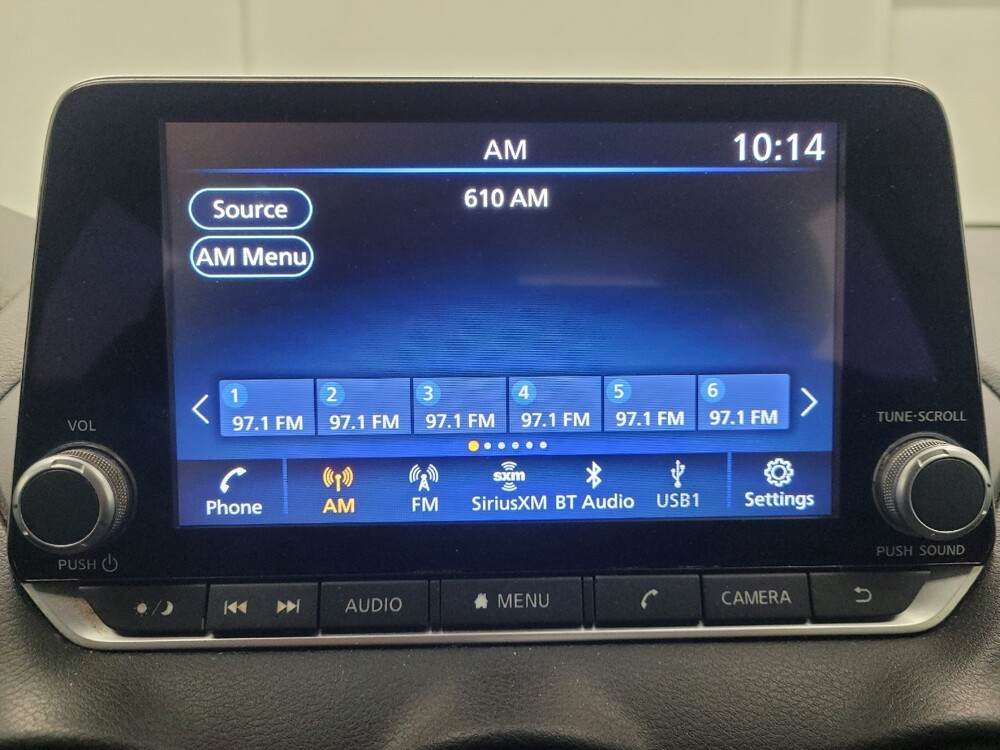 AM 10:14
610 AM
Source
AM Menu
1 2 3 4 5 6
97.1 FM 97.1 FM 97.1 FM 97.1 FM 97.1 FM 97.1 FM
VOL
TUNE·SCROLL
sxm
Phone AM FM SiriusXM BT Audio USB1 Settings
PUSH
PUSH SOUND
AUDIO MENU CAMERA